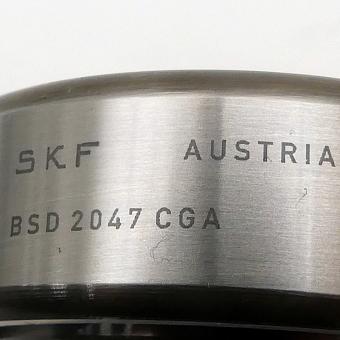 SKF AUSTRIA
BSD 2047 CGA